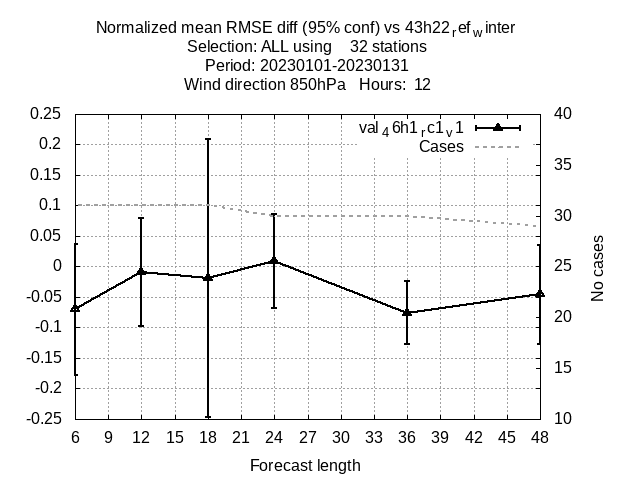 Normalized mean RMSE diff (95% conf) vs 43h22refwinter
Selection: ALL using 32 stations
Period: 20230101-20230131
Wind direction 850hPa Hours: 12
0.25 40
val46h1rc1v1
0.2
Cases
0.15 35
0.1 30
0.05
0 25
-0.05
-0.1 20
-0.15 15
-0.2
-0.25 10
No cases
6 9 12 15 18 21 24 27 30 33 36 39 42 45 48
Forecast length